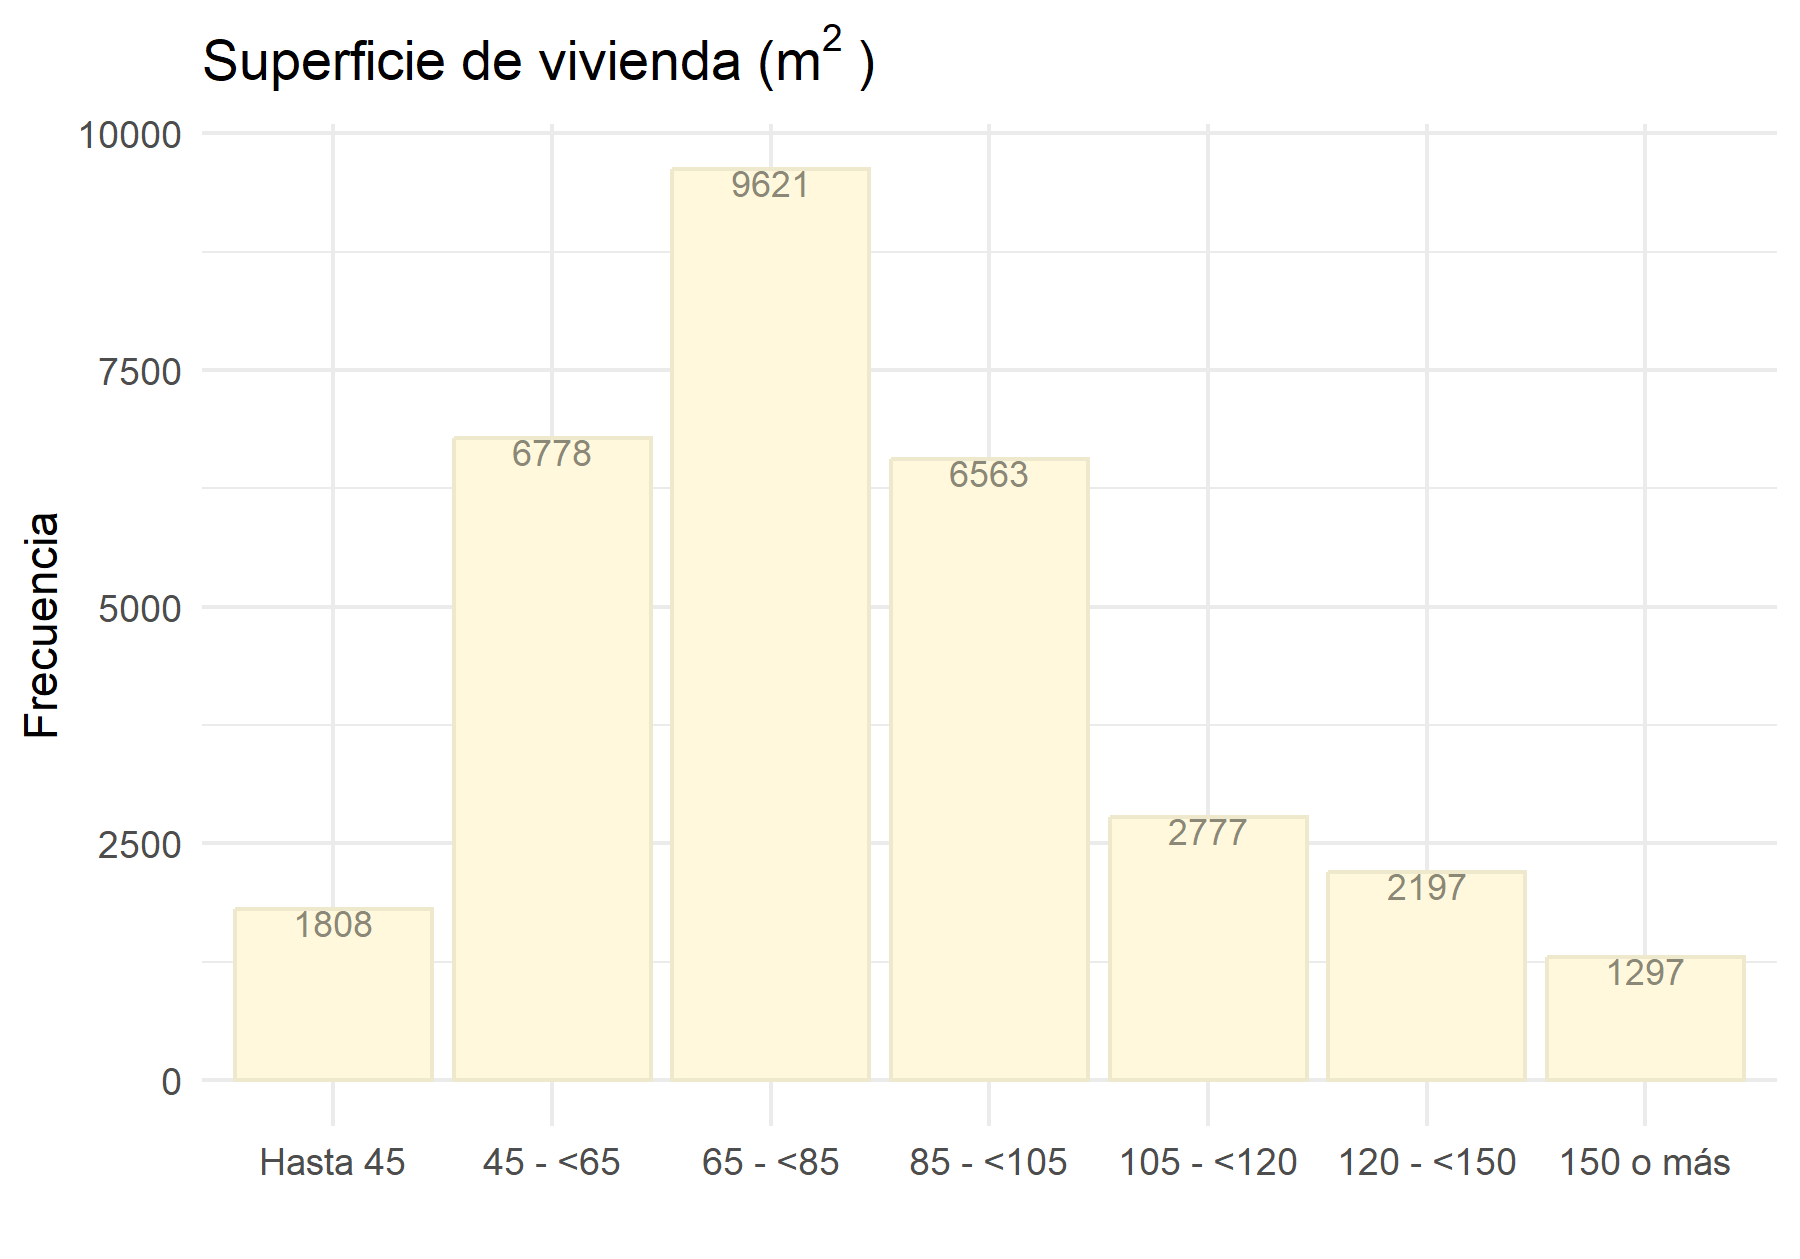 Superficie de vivienda (m² )
Frecuencia
10000
7500
5000
2500
0
1808
6778
9621
6563
2777
2197
1297
Hasta 45
45 - <65
65 - <85
85 - <105
105 - <120
120 - <150
150 o más